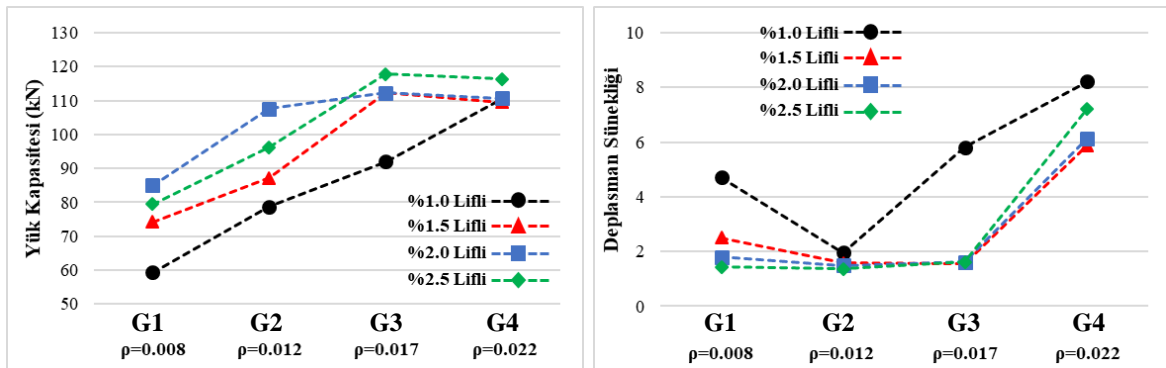 Yük Kapasitesi (kN)
130
120
110
100
90
80
70
60
50
%1.0 Lifli
%1.5 Lifli
%2.0 Lifli
%2.5 Lifli
G1 G2 G3 G4
ρ=0.008 ρ=0.012 ρ=0.017 ρ=0.022
Deplasman Sünekliği
10
8
6
4
2
0
%1.0 Lifli
%1.5 Lifli
%2.0 Lifli
%2.5 Lifli
G1 G2 G3 G4
ρ=0.008 ρ=0.012 ρ=0.017 ρ=0.022